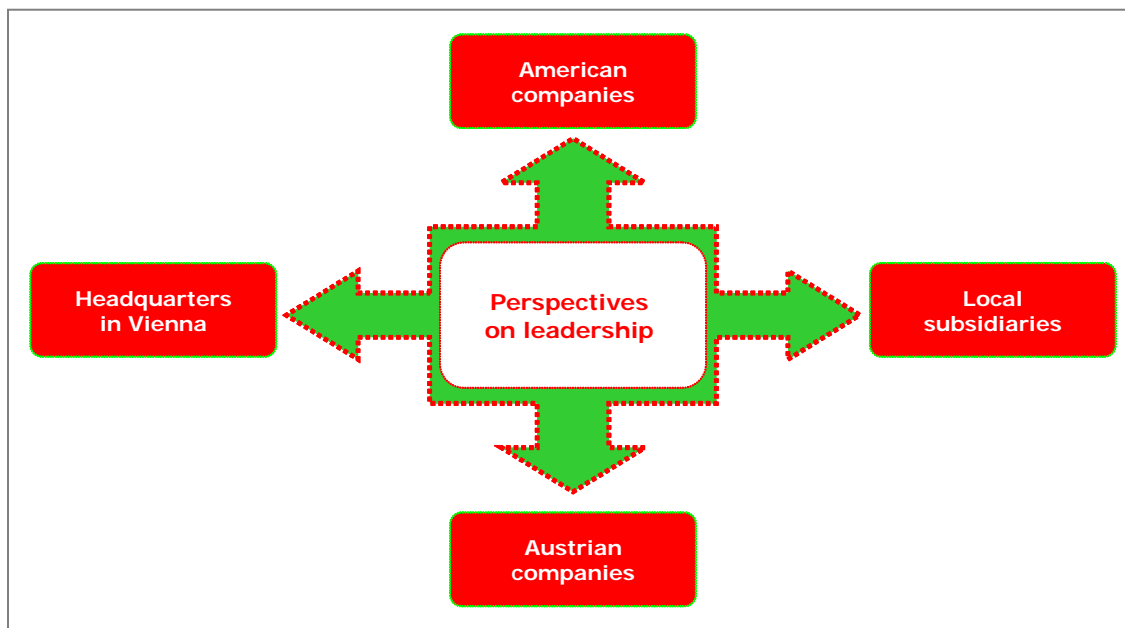 American
companies
Headquarters
in Vienna
Perspectives
on leadership
Local
subsidiaries
Austrian
companies